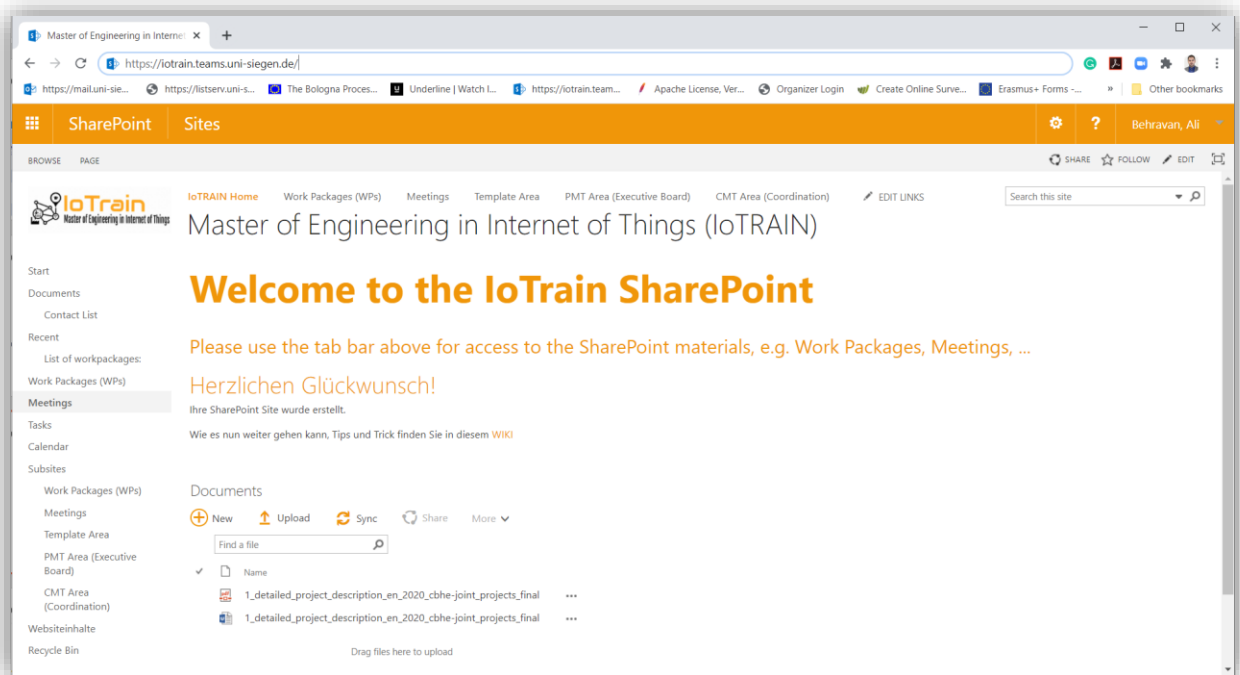 Master of Engineering in Interne
https://iotrain.teams.uni-siegen.de/
https://mail.uni-sie... https://listserv.uni-s... The Bologna Proces... Underline | Watch I... https://iotrain.team... Apache License, Ver... Organizer Login Create Online Surve... Erasmus+ Forms -... » Other bookmarks
SharePoint Sites ? Behravan, Ali
BROWSE PAGE SHARE FOLLOW EDIT
IoTrain
Master of Engineering in Internet of Things
IoTRAIN Home Work Packages (WPs) Meetings Template Area PMT Area (Executive Board) CMT Area (Coordination) EDIT LINKS Search this site
Master of Engineering in Internet of Things (IoTRAIN)
Start
Documents
Contact List
Recent
List of workpackages:
Work Packages (WPs)
Meetings
Tasks
Calendar
Subsites
Work Packages (WPs)
Meetings
Template Area
PMT Area (Executive
Board)
CMT Area
(Coordination)
Websiteinhalte
Recycle Bin
Welcome to the IoTrain SharePoint
Please use the tab bar above for access to the SharePoint materials, e.g. Work Packages, Meetings, ...
Herzlichen Glückwunsch!
Ihre SharePoint Site wurde erstellt.
Wie es nun weiter gehen kann, Tips und Trick finden Sie in diesem WIKI
Documents
New Upload Sync Share More
Find a file
Name
1_detailed_project_description_en_2020_cbhe-joint_projects_final ...
1_detailed_project_description_en_2020_cbhe-joint_projects_final ...
Drag files here to upload